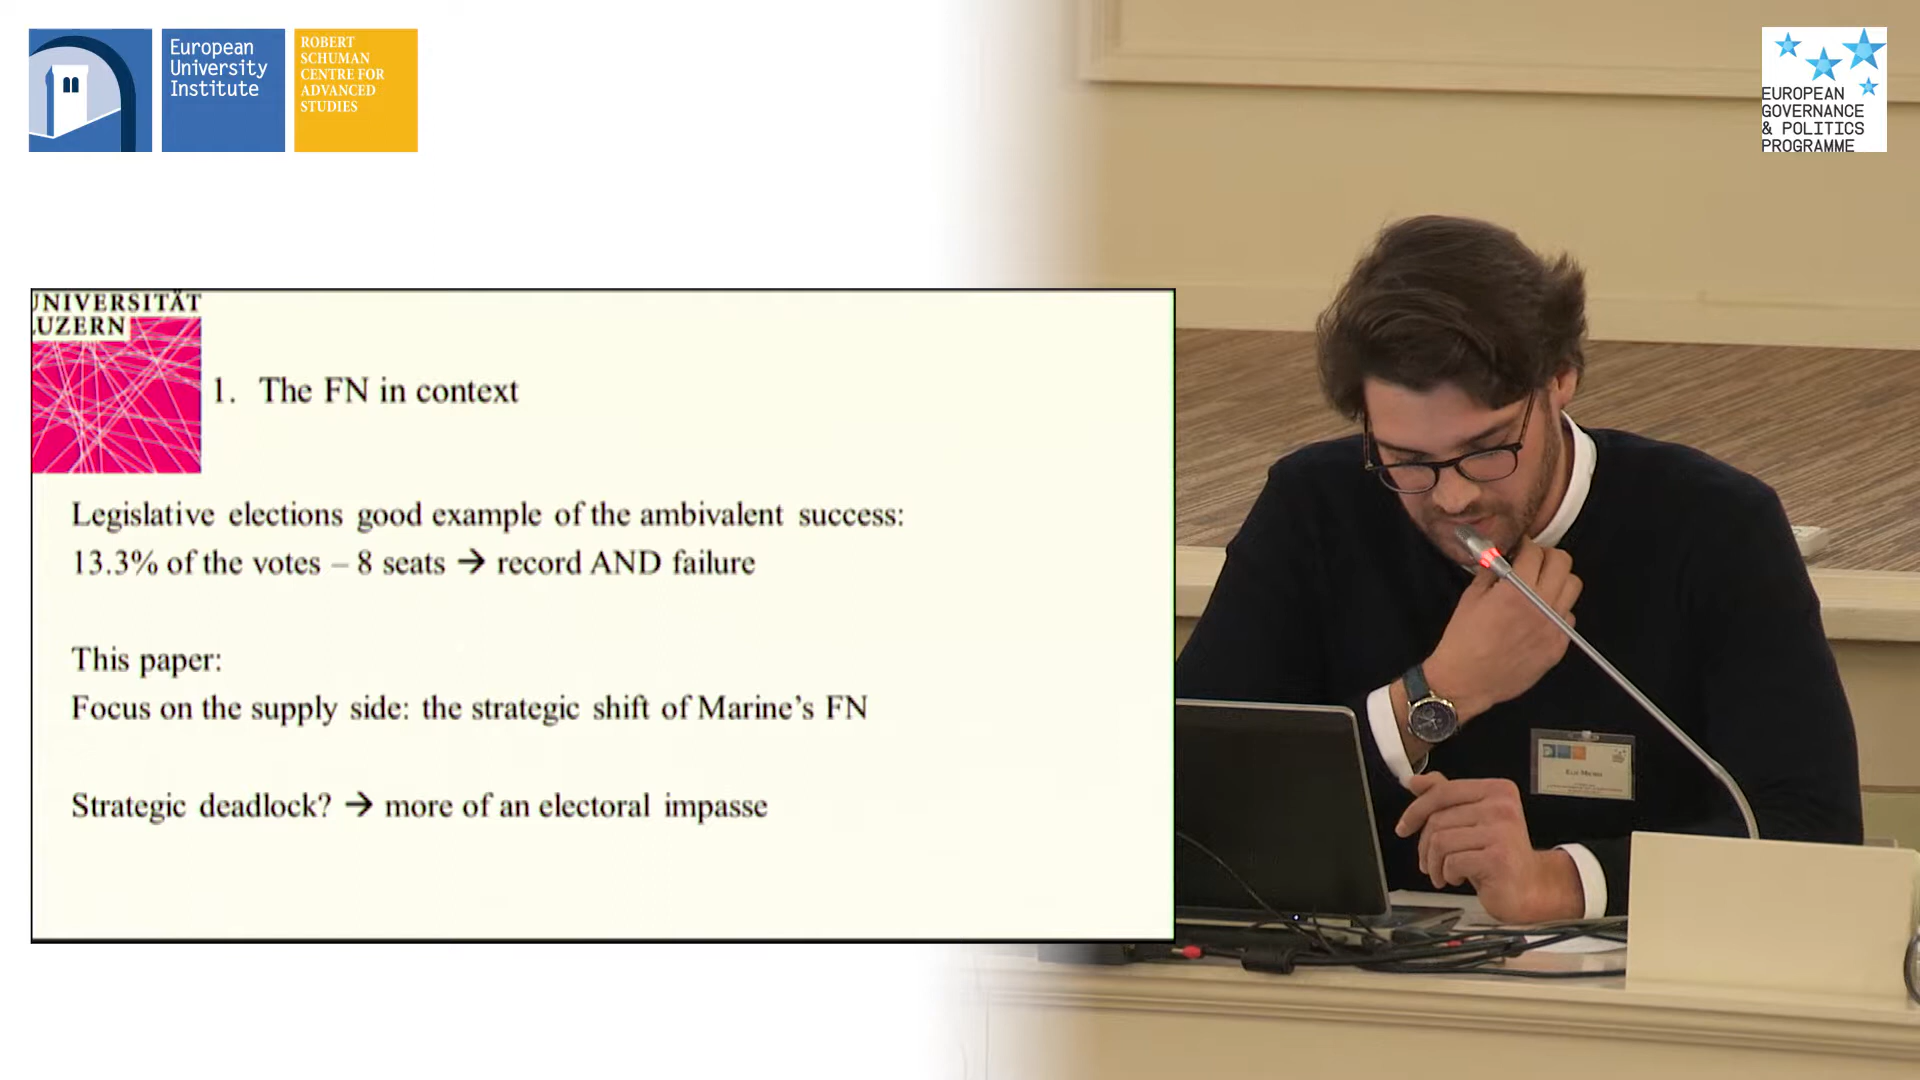 European
University
Institute
ROBERT
SCHUMAN
CENTRE FOR
ADVANCED
STUDIES
EUROPEAN
GOVERNANCE
& POLITICS
PROGRAMME
UNIVERSITÄT
LUZERN
1. The FN in context
Legislative elections good example of the ambivalent success:
13.3% of the votes – 8 seats → record AND failure
This paper:
Focus on the supply side: the strategic shift of Marine’s FN
Strategic deadlock? → more of an electoral impasse